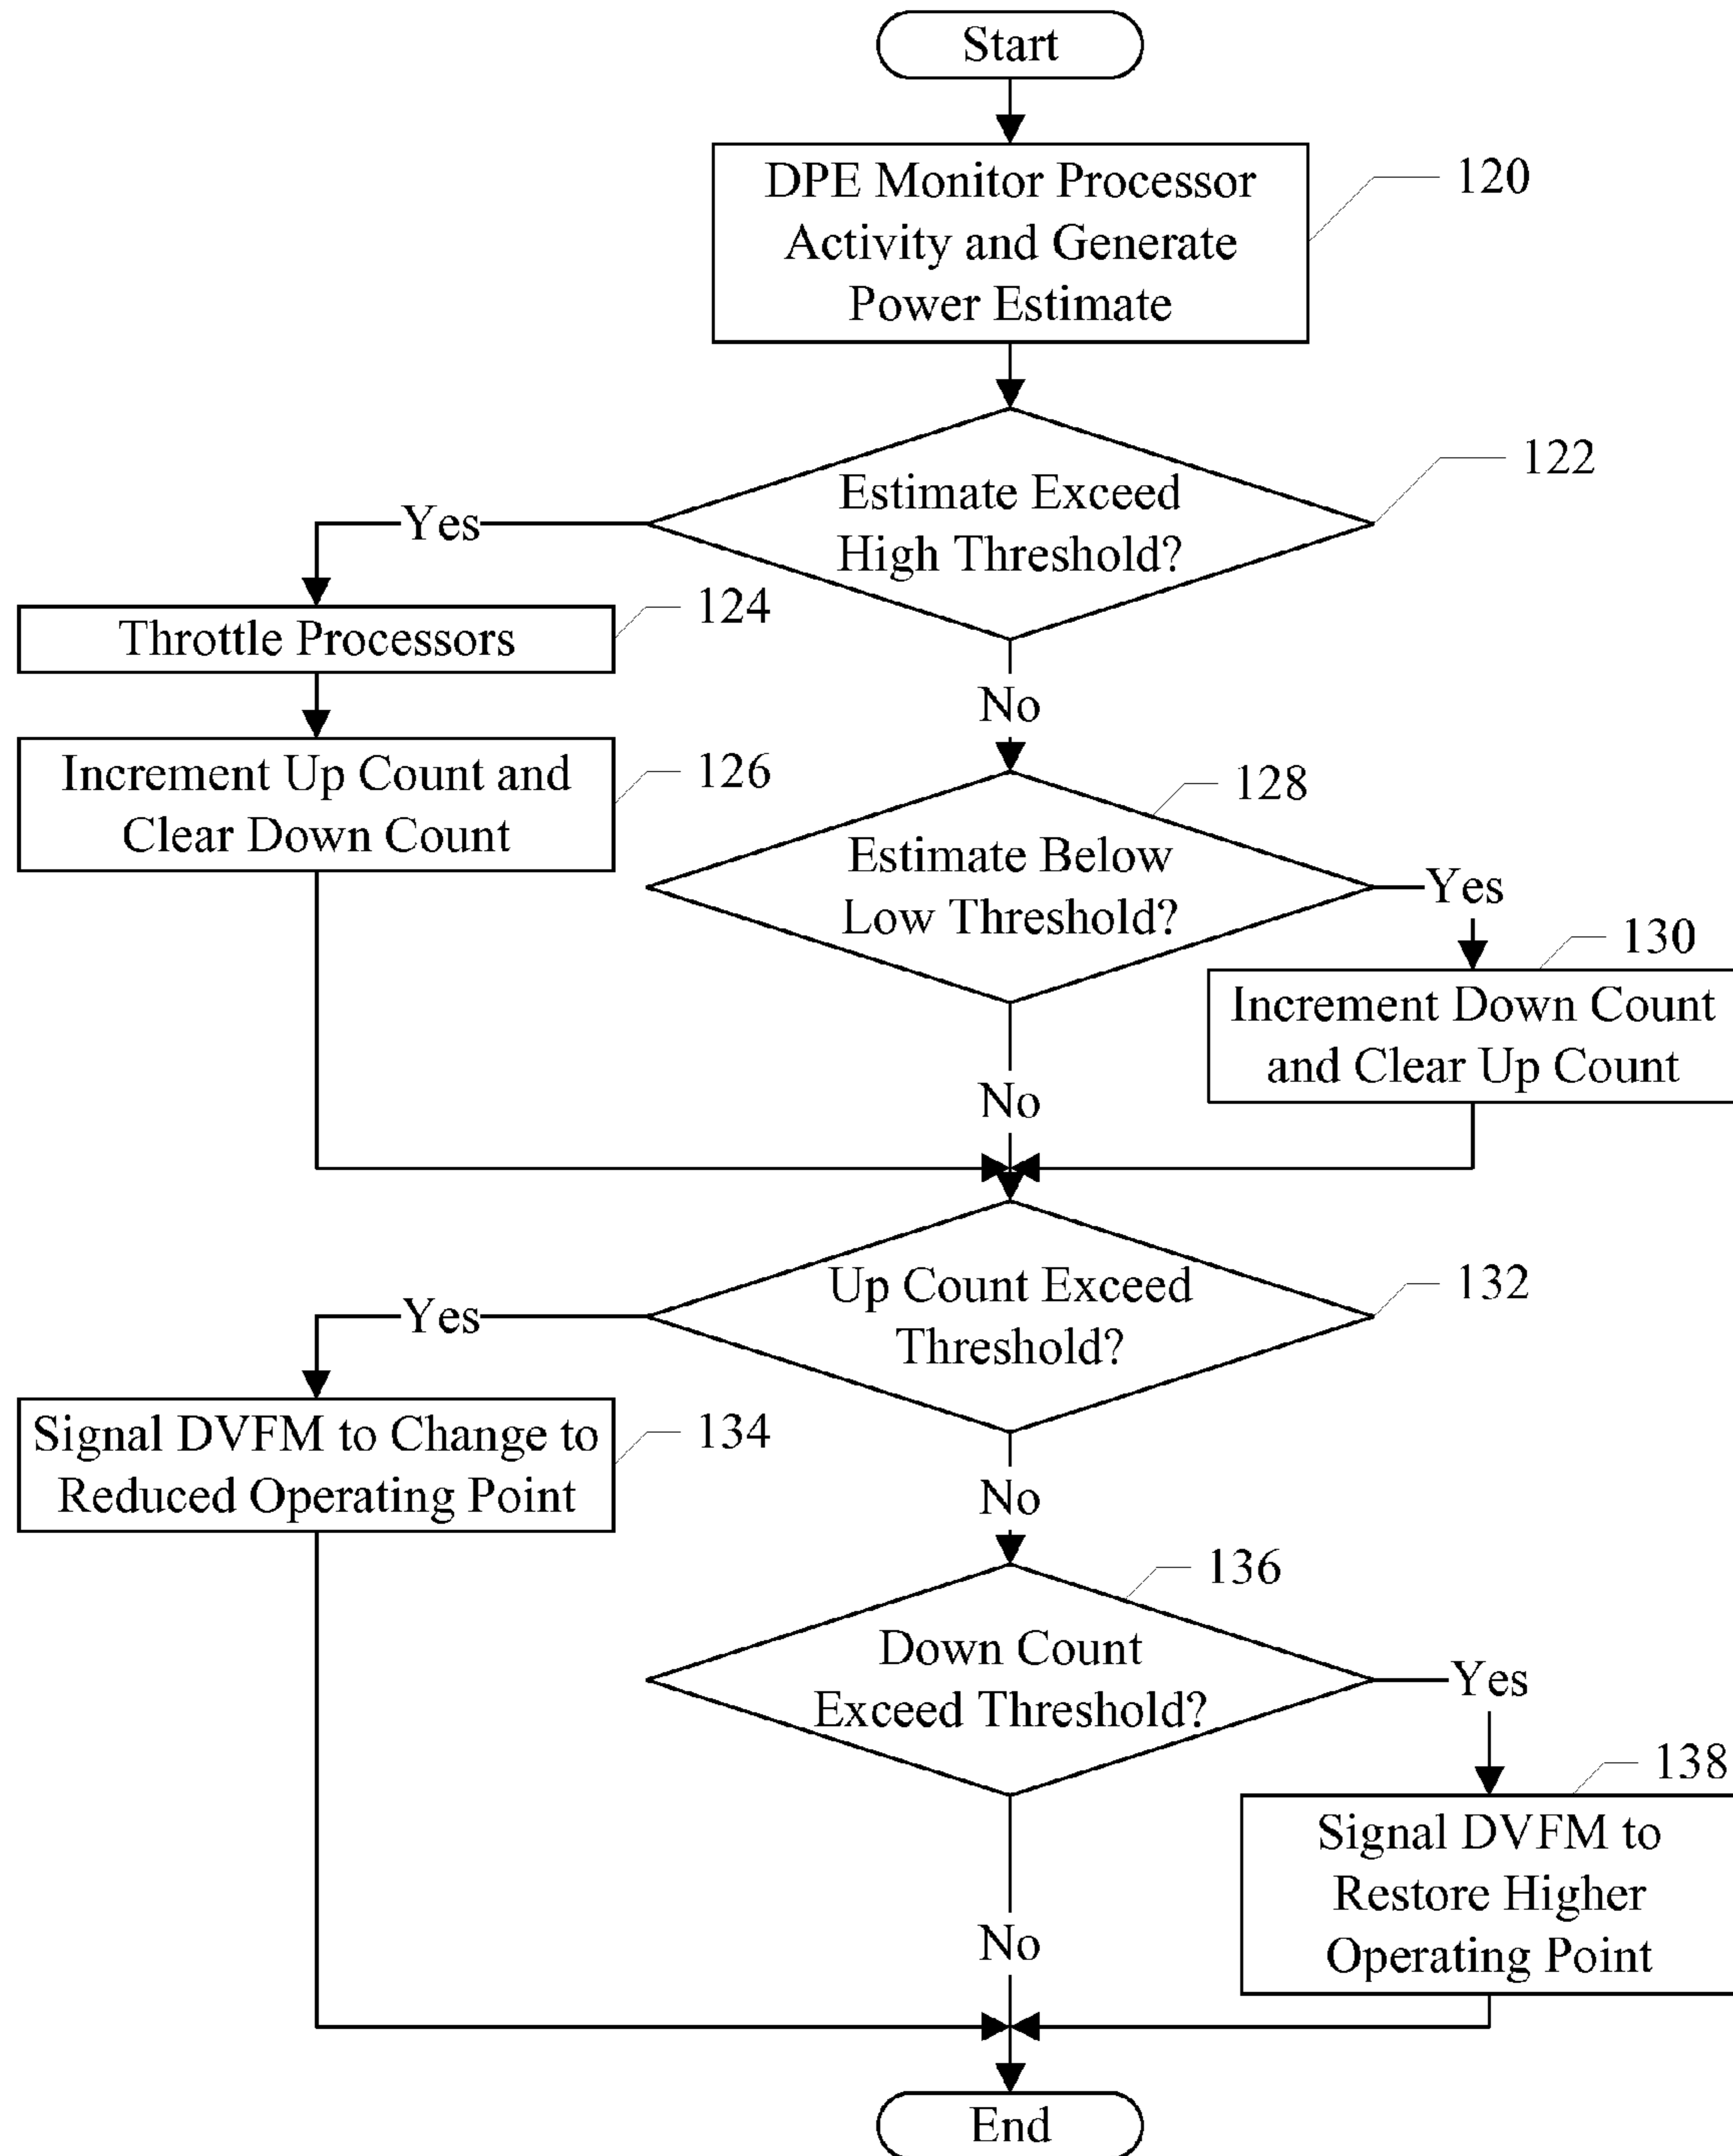 Start
DPE Monitor Processor
Activity and Generate
Power Estimate
120
Estimate Exceed
High Threshold?
122
Yes
Throttle Processors
124
No
Increment Up Count and
Clear Down Count
126
Estimate Below
Low Threshold?
128
Yes
Increment Down Count
and Clear Up Count
130
No
Up Count Exceed
Threshold?
132
Yes
Signal DVFM to Change to
Reduced Operating Point
134
No
Down Count
Exceed Threshold?
136
Yes
Signal DVFM to
Restore Higher
Operating Point
138
No
End